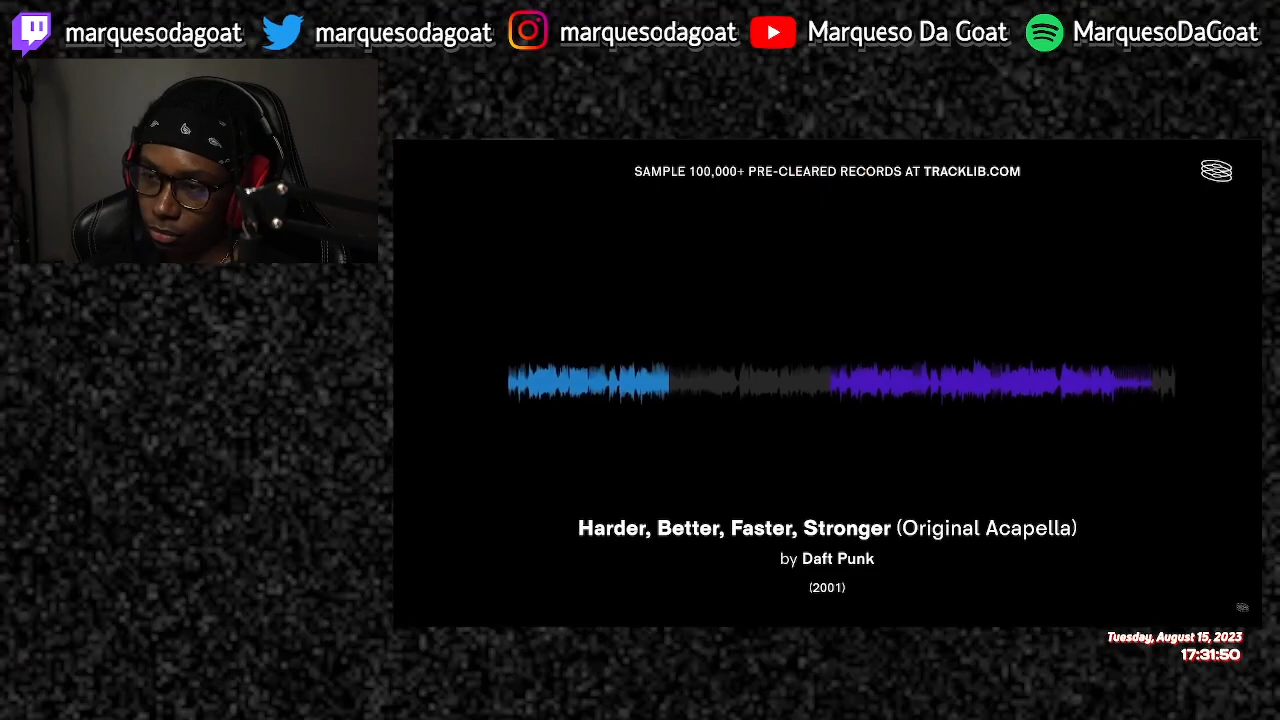 marquesodagoat marquesodagoat marquesodagoat Marqueso Da Goat MarquesoDaGoat
SAMPLE 100,000+ PRE-CLEARED RECORDS AT TRACKLIB.COM
Harder, Better, Faster, Stronger (Original Acapella)
by Daft Punk
(2001)
Tuesday, August 15, 2023
17:31:50